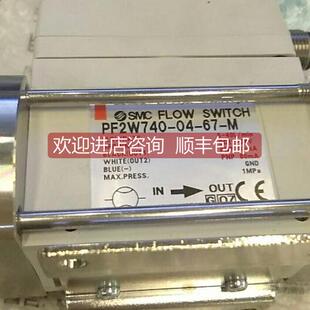 SMC FLOW SWITCH
PF2W740-04-67-M
欢迎进店咨询 顺丰包邮
WHITE(OUT2)
BLUE(-) GND
MAX.PRESS. 1MPa
IN OUT